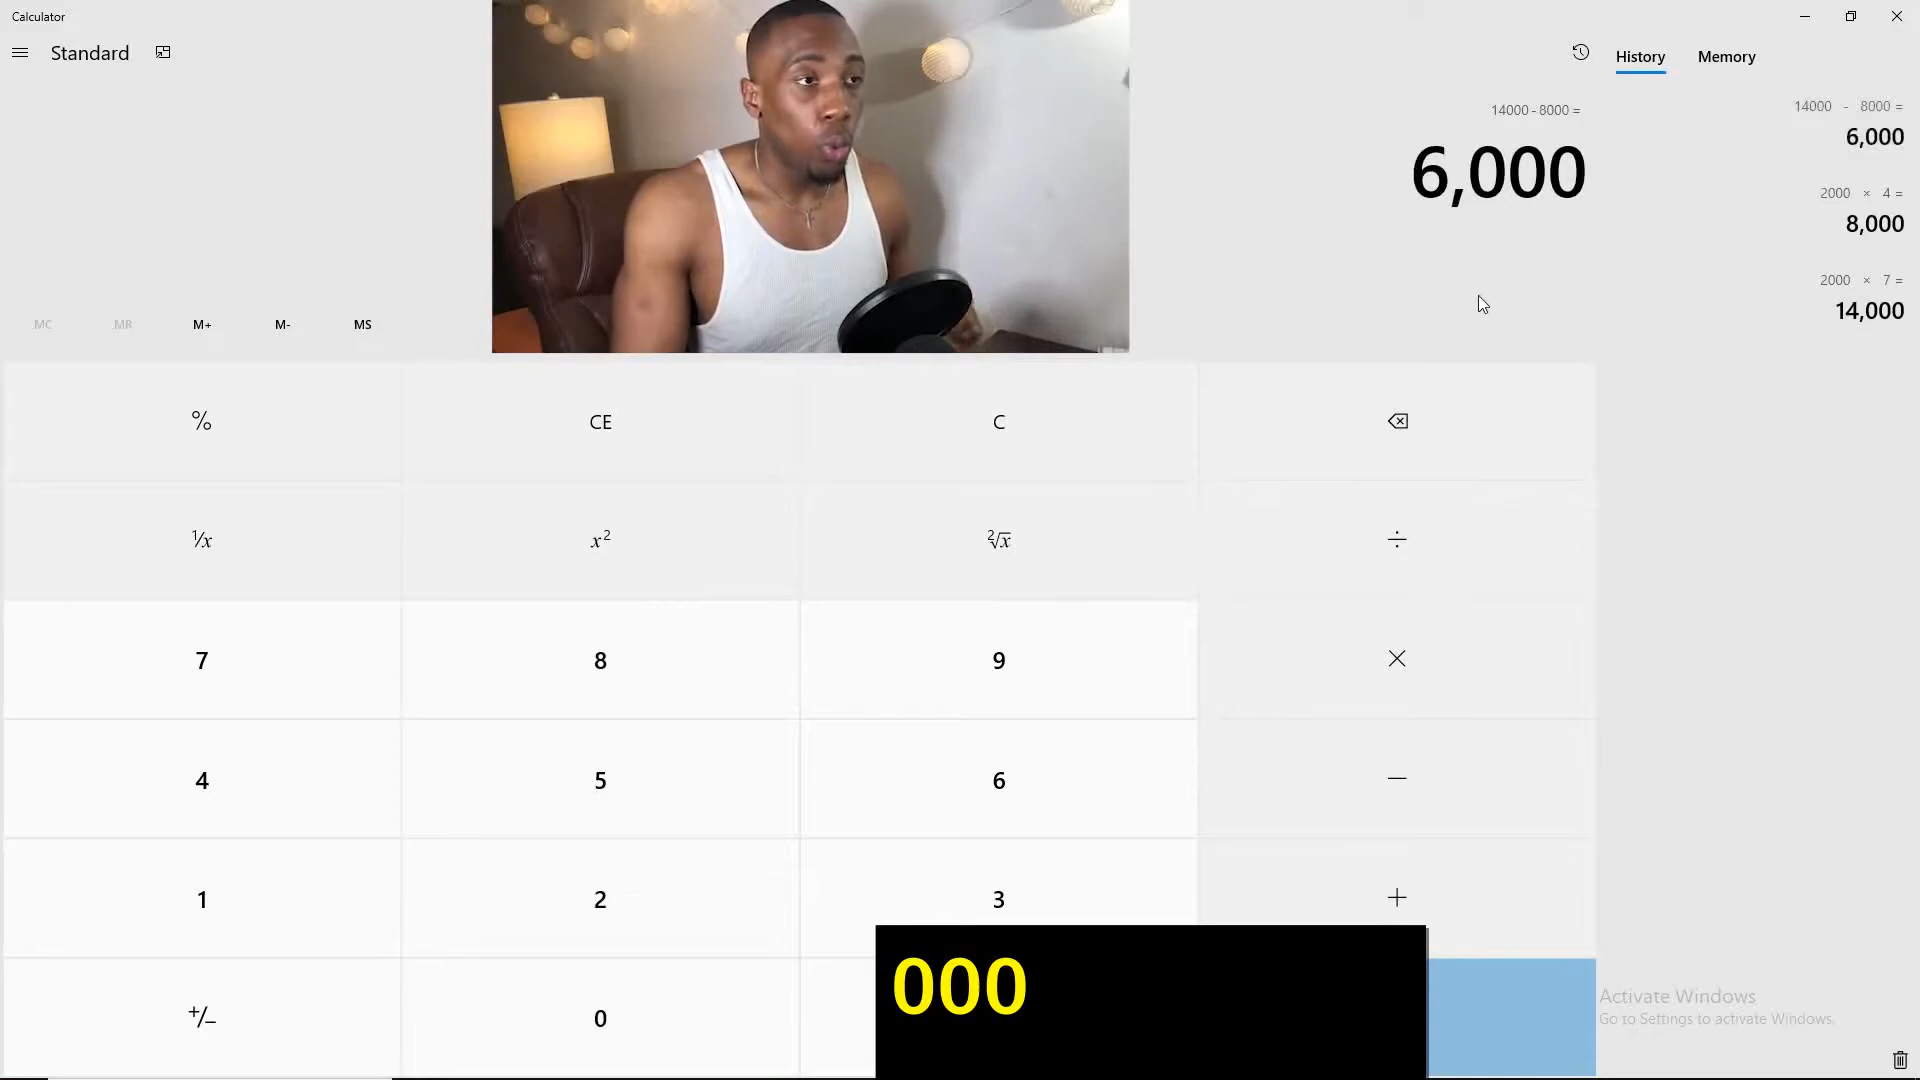 Calculator
Standard
History
Memory
14000 - 8000 =
6,000
14000 - 8000 =
6,000
2000 × 4 =
8,000
2000 × 7 =
14,000
MC MR M+ M- MS
% CE C
¹/x x² ²√x ÷
7 8 9 ×
4 5 6 −
1 2 3 +
+/− 0
000
Activate Windows
Go to Settings to activate Windows.